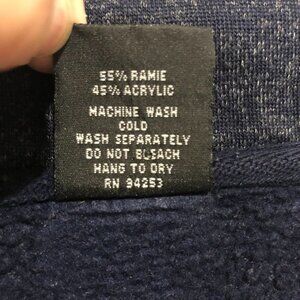 55% RAMIE
45% ACRYLIC
MACHINE WASH
COLD
WASH SEPARATELY
DO NOT BLEACH
HANG TO DRY
RN 94253